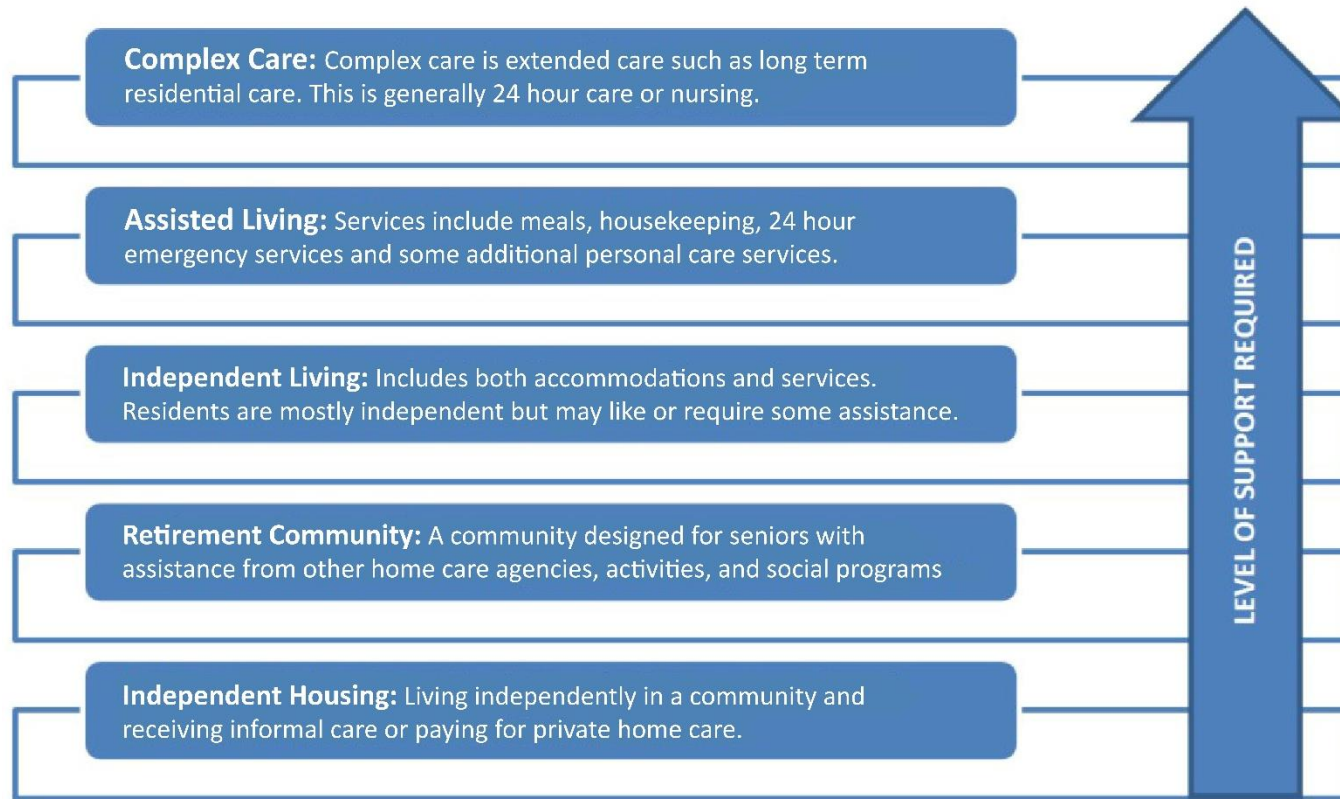 Complex Care: Complex care is extended care such as long term
residential care. This is generally 24 hour care or nursing.
Assisted Living: Services include meals, housekeeping, 24 hour
emergency services and some additional personal care services.
Independent Living: Includes both accommodations and services.
Residents are mostly independent but may like or require some assistance.
Retirement Community: A community designed for seniors with
assistance from other home care agencies, activities, and social programs
Independent Housing: Living independently in a community and
receiving informal care or paying for private home care.
LEVEL OF SUPPORT REQUIRED